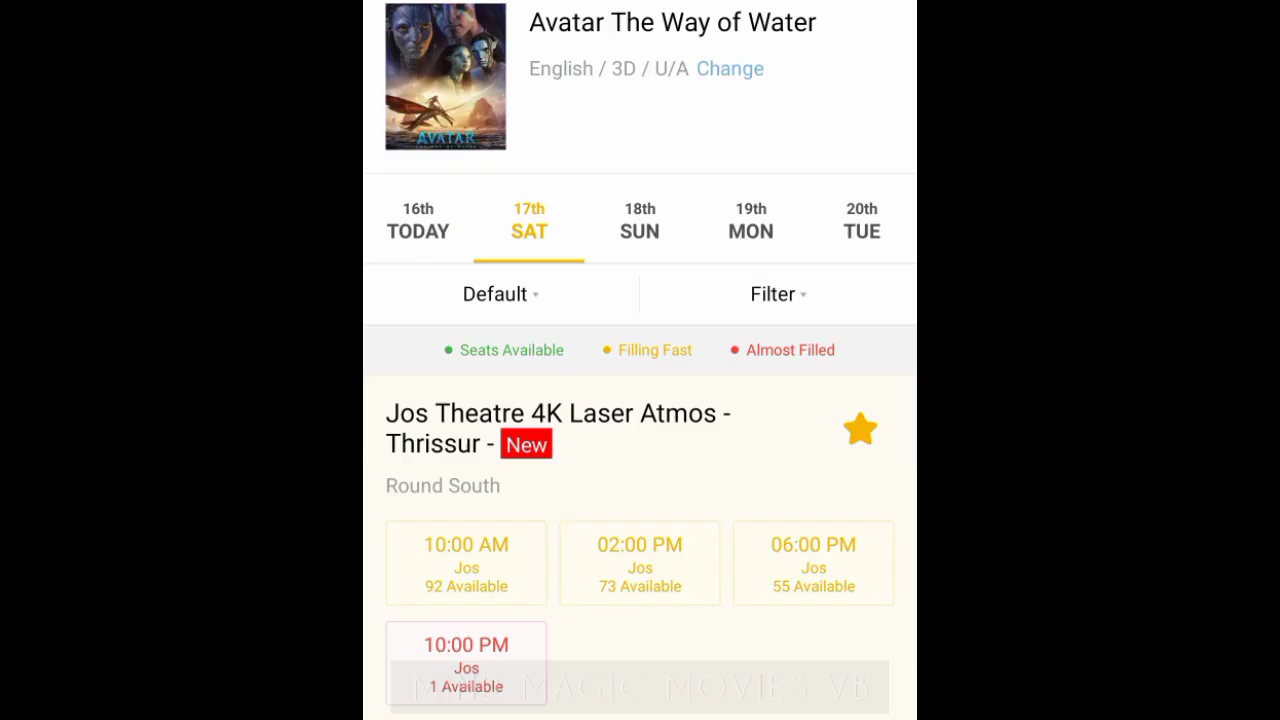 Avatar The Way of Water
English / 3D / U/A Change
AVATAR
16th
TODAY
17th
SAT
18th
SUN
19th
MON
20th
TUE
Default
Filter
Seats Available
Filling Fast
Almost Filled
Jos Theatre 4K Laser Atmos -
Thrissur - New
Round South
10:00 AM
Jos
92 Available
02:00 PM
Jos
73 Available
06:00 PM
Jos
55 Available
10:00 PM
Jos
1 Available
MAGIC MOVIES VB